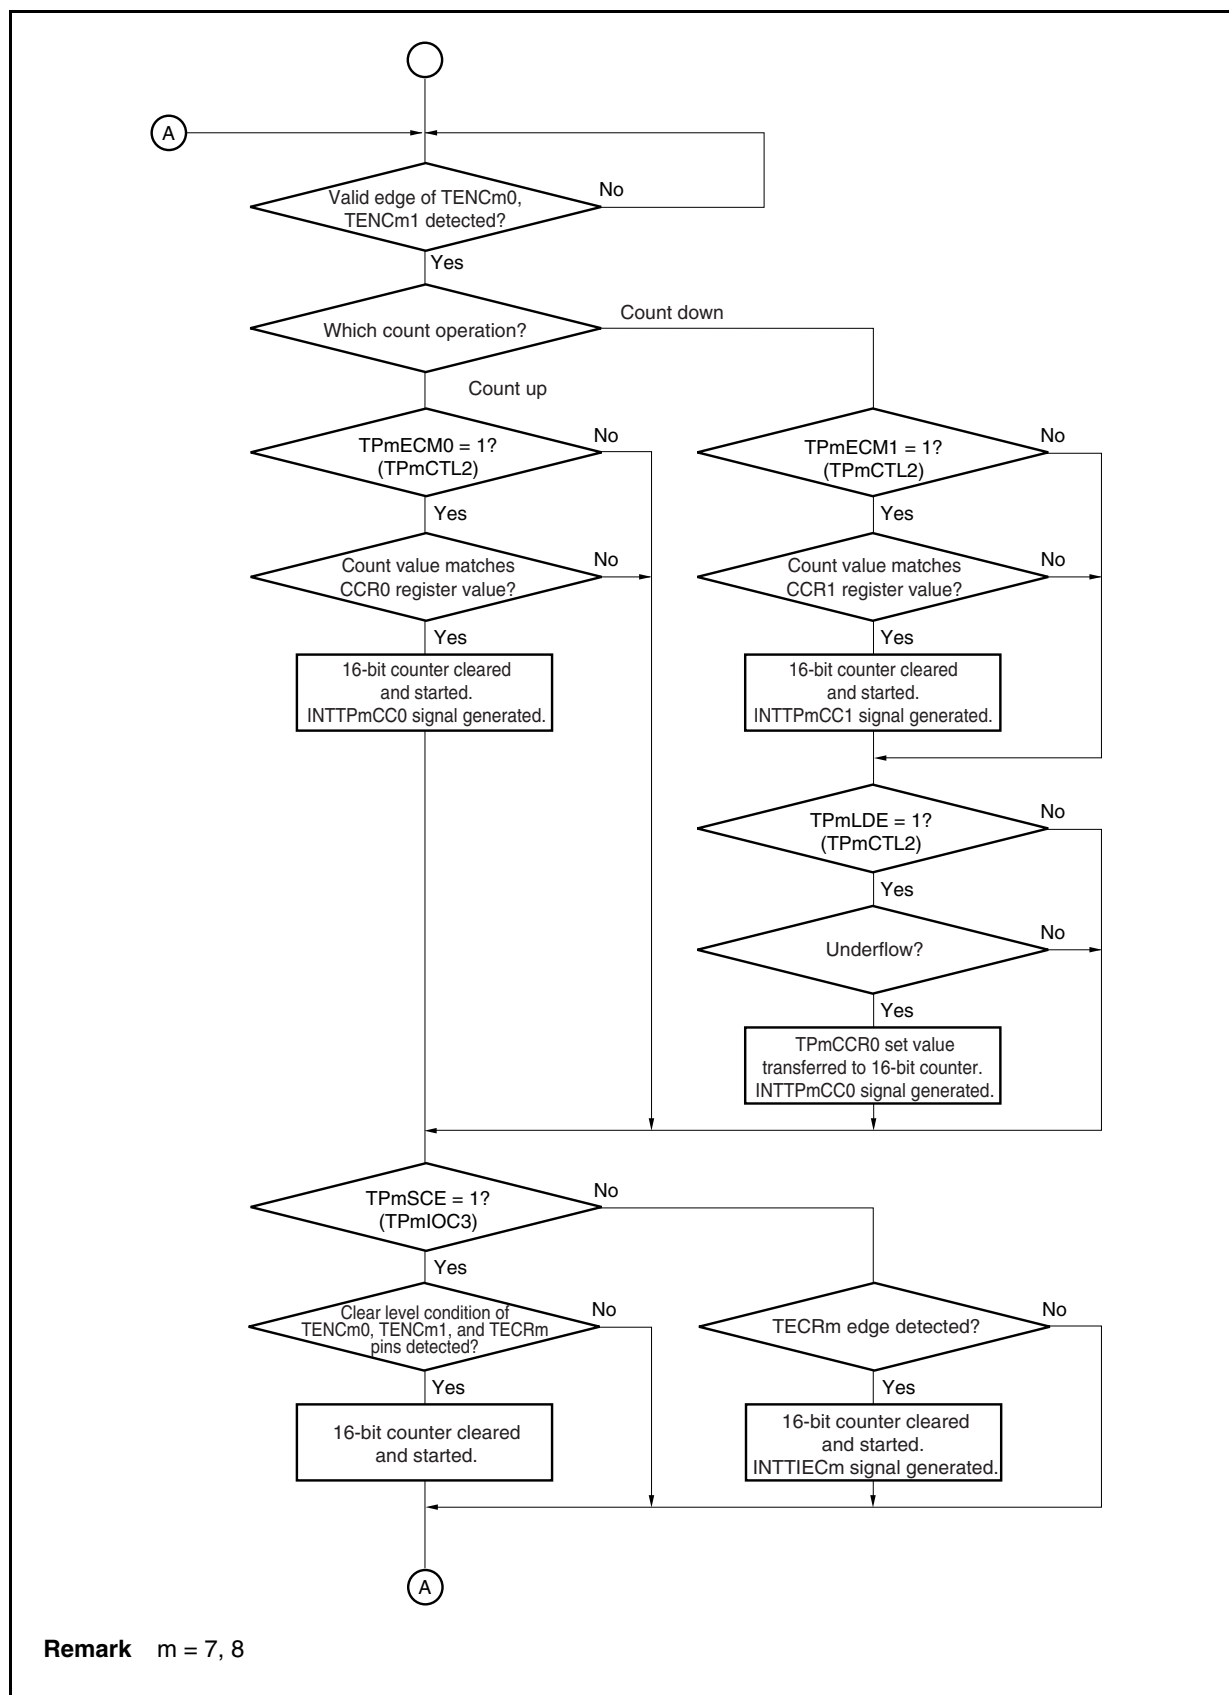 A
Valid edge of TENCm0,
TENCm1 detected?
No
Yes
Which count operation?
Count down
Count up
TPmECM0 = 1?
(TPmCTL2)
No
TPmECM1 = 1?
(TPmCTL2)
No
Yes
Yes
Count value matches
CCR0 register value?
No
Count value matches
CCR1 register value?
No
Yes
Yes
16-bit counter cleared
and started.
INTTPmCC0 signal generated.
16-bit counter cleared
and started.
INTTPmCC1 signal generated.
TPmLDE = 1?
(TPmCTL2)
No
Yes
Underflow?
No
Yes
TPmCCR0 set value
transferred to 16-bit counter.
INTTPmCC0 signal generated.
TPmSCE = 1?
(TPmIOC3)
No
Yes
Clear level condition of
TENCm0, TENCm1, and TECRm
pins detected?
No
TECRm edge detected?
No
Yes
Yes
16-bit counter cleared
and started.
16-bit counter cleared
and started.
INTTIECm signal generated.
A
Remark m = 7, 8